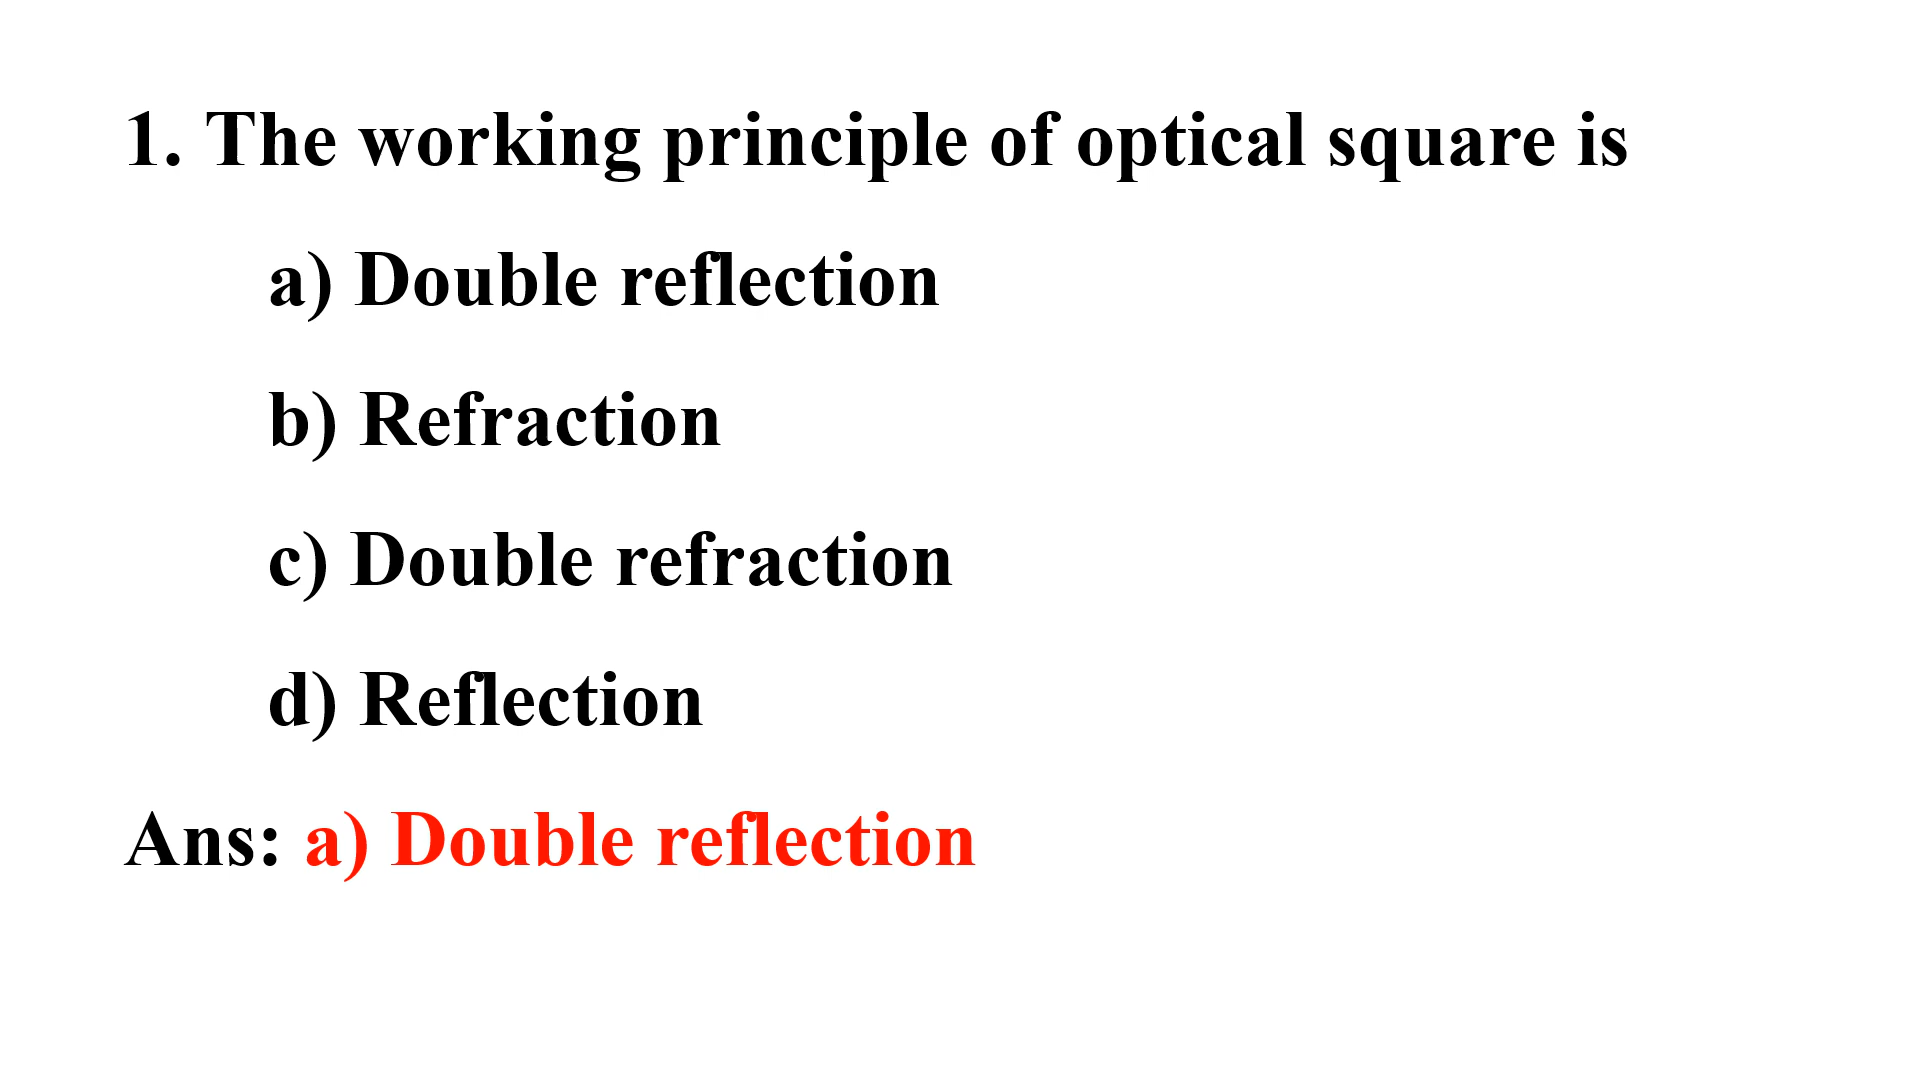 1. The working principle of optical square is
a) Double reflection
b) Refraction
c) Double refraction
d) Reflection
Ans: a) Double reflection